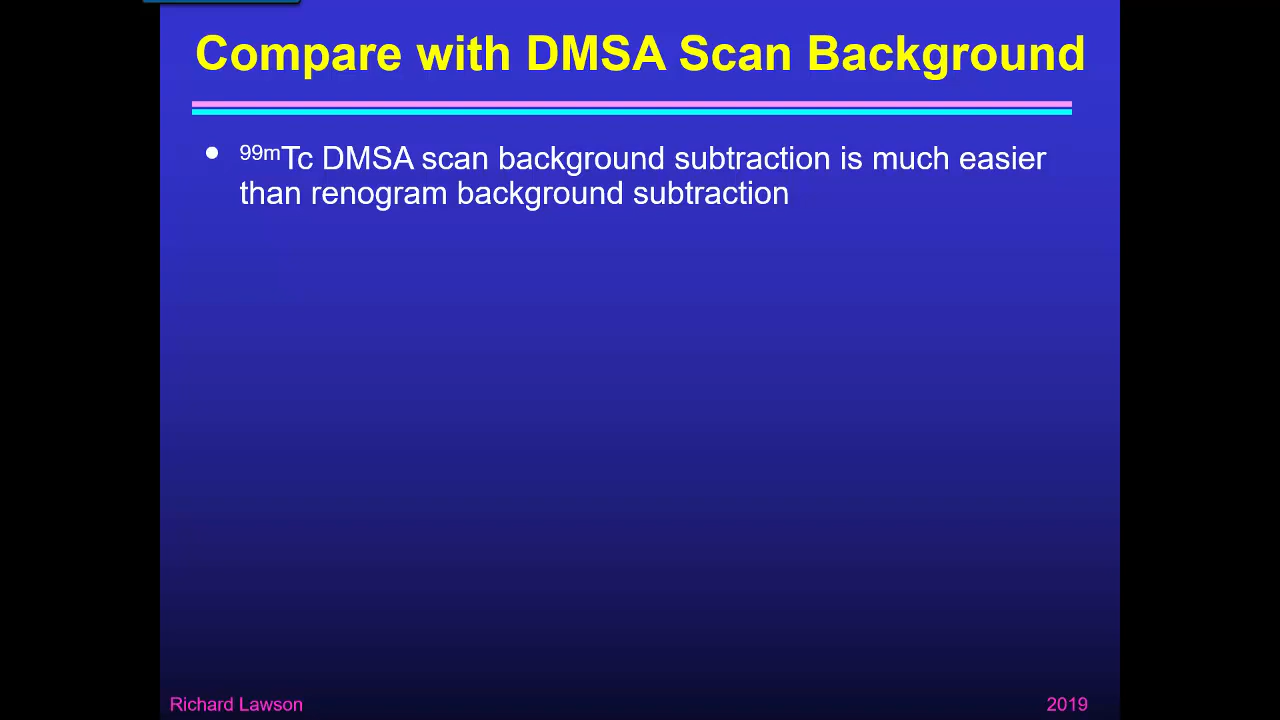 Compare with DMSA Scan Background
• ⁹⁹ᵐTc DMSA scan background subtraction is much easier
than renogram background subtraction
Richard Lawson
2019